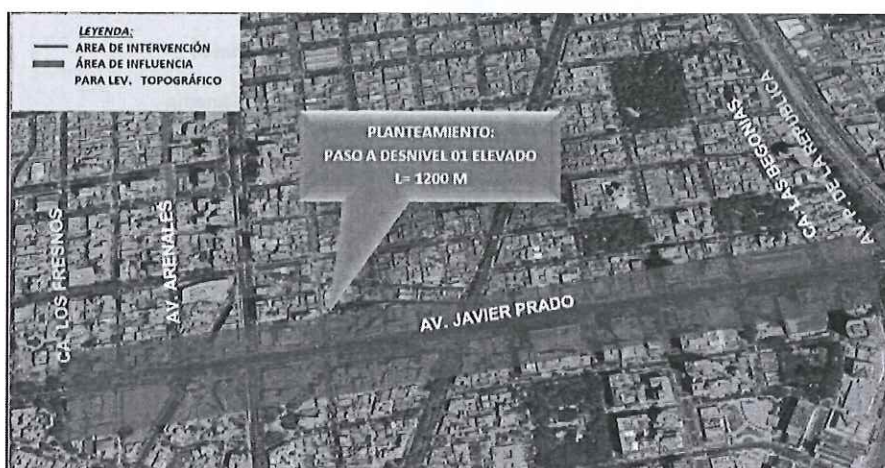 LEYENDA:
AREA DE INTERVENCIÓN
ÁREA DE INFLUENCIA
PARA LEV. TOPOGRÁFICO
PLANTEAMIENTO:
PASO A DESNIVEL 01 ELEVADO
L= 1200 M
CA. LOS FRESNOS
AV. ARENALES
AV. JAVIER PRADO
CA LAS BEGONIAS
AV. P. DE LA REPUBLICA